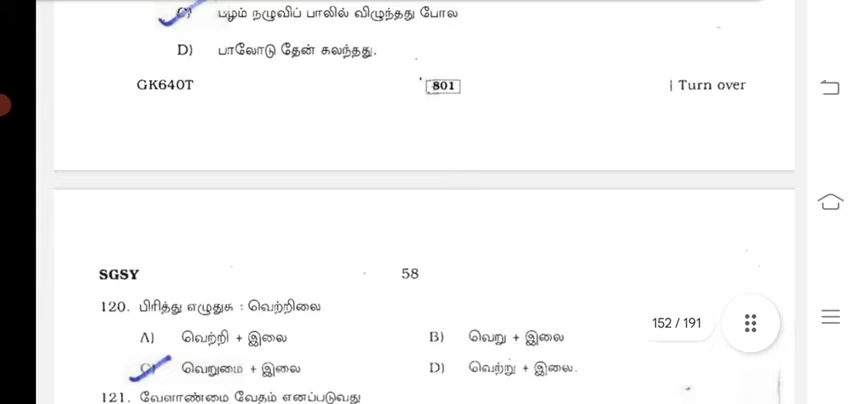 C) பழம் நழுவிப் பாலில் விழுந்தது போல
D) பாலோடு தேன் கலந்தது.
GK640T 801 | Turn over
SGSY 58
120. பிரித்து எழுதுக : வெற்றிலை
A) வெற்றி + இலை B) வெறு + இலை
152 / 191
C) வெறுமை + இலை D) வெற்று + இலை.
121. வேளாண்மை வேதம் எனப்படுவது